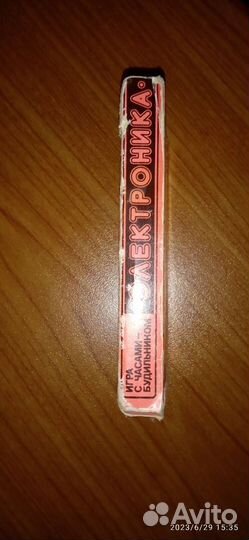 ЭЛЕКТРОНИКА®
ИГРА
С ЧАСАМИ-
БУДИЛЬНИКОМ
Avito
2023/6/29 15:35